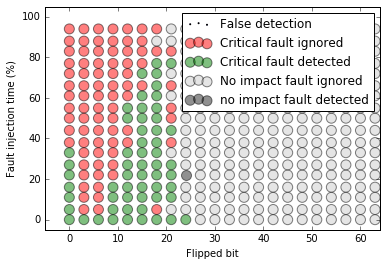 False detection
Critical fault ignored
Critical fault detected
No impact fault ignored
no impact fault detected
Fault injection time (%)
100
80
60
40
20
0
0 10 20 30 40 50 60
Flipped bit